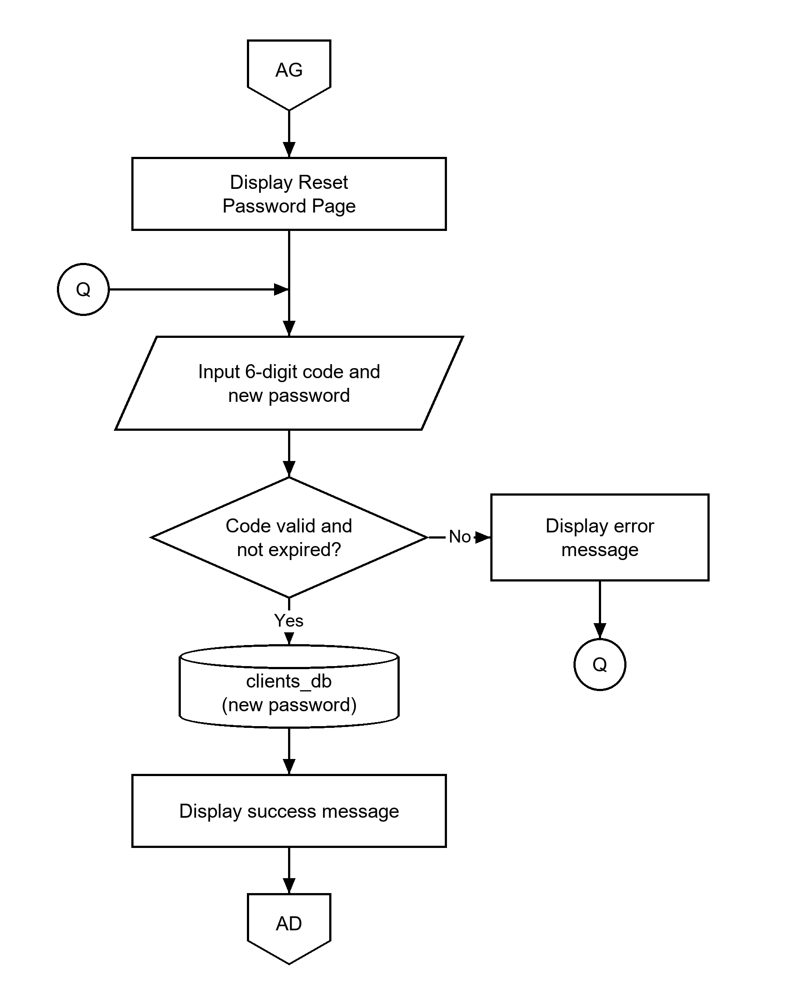 AG
Display Reset
Password Page
Q
Input 6-digit code and
new password
Code valid and
not expired?
No
Display error
message
Yes
Q
clients_db
(new password)
Display success message
AD